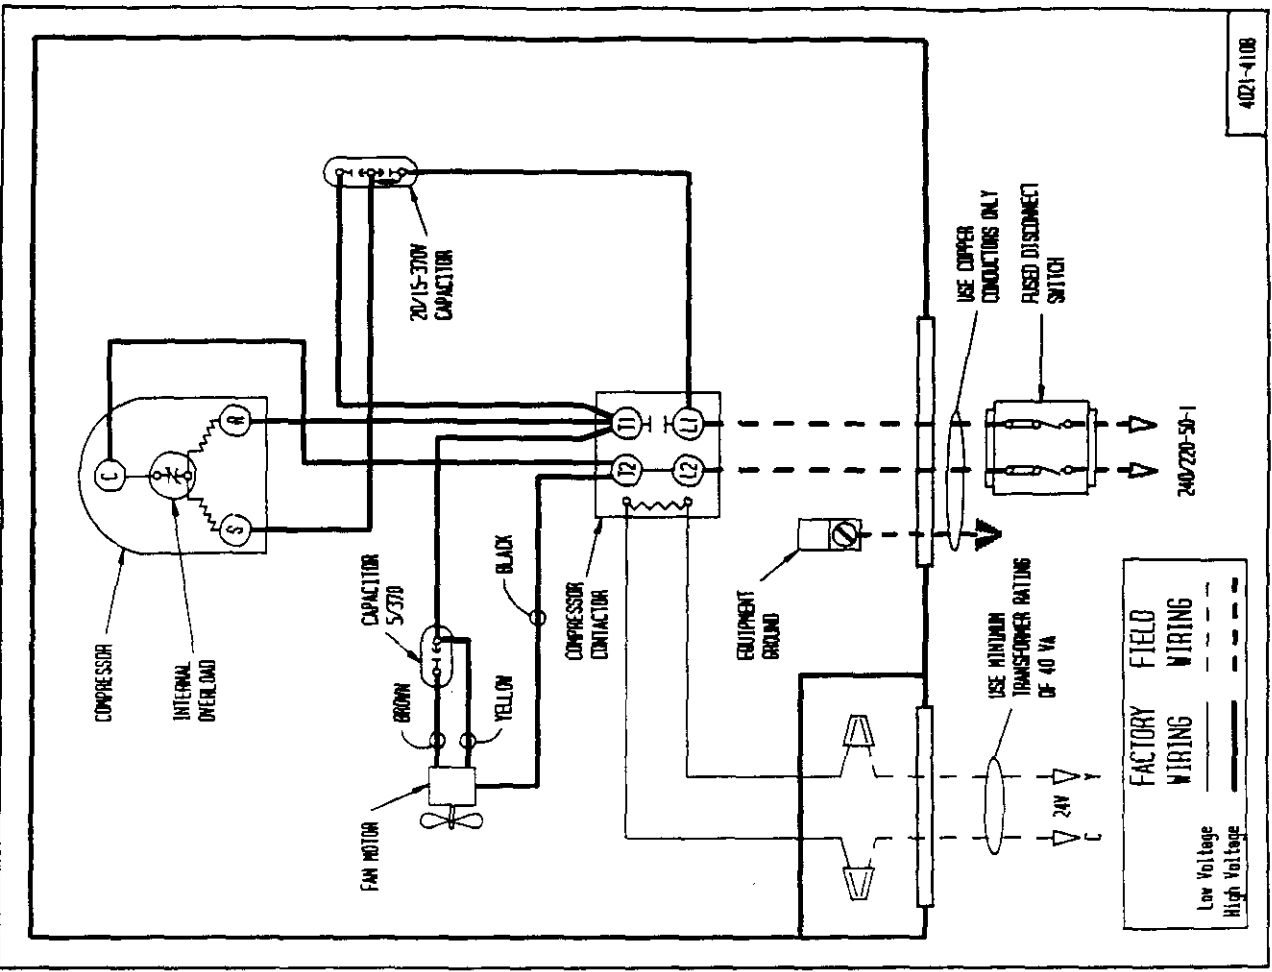 COMPRESSOR
INTERNAL
OVERLOAD
C
R
S
20/15-370V
CAPACITOR
CAPACITOR
5/370
BROWN
YELLOW
BLACK
FAN MOTOR
T1
L1
T2
L2
COMPRESSOR
CONTACTOR
EQUIPMENT
GROUND
USE COPPER
CONDUCTORS ONLY
FUSED DISCONNECT
SWITCH
240/220-50-1
USE MINIMUM
TRANSFORMER RATING
OF 40 VA
24V
C
Y
FACTORY WIRING
FIELD WIRING
Low Voltage
High Voltage
4021-410B